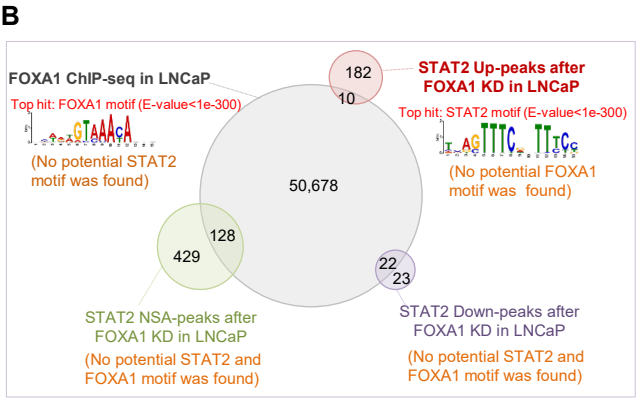 B
FOXA1 ChIP-seq in LNCaP
Top hit: FOXA1 motif (E-value<1e-300)
(No potential STAT2
motif was found)
182
10
STAT2 Up-peaks after
FOXA1 KD in LNCaP
Top hit: STAT2 motif (E-value<1e-300)
(No potential FOXA1
motif was found)
50,678
128
429
22
23
STAT2 NSA-peaks after
FOXA1 KD in LNCaP
(No potential STAT2 and
FOXA1 motif was found)
STAT2 Down-peaks after
FOXA1 KD in LNCaP
(No potential STAT2 and
FOXA1 motif was found)